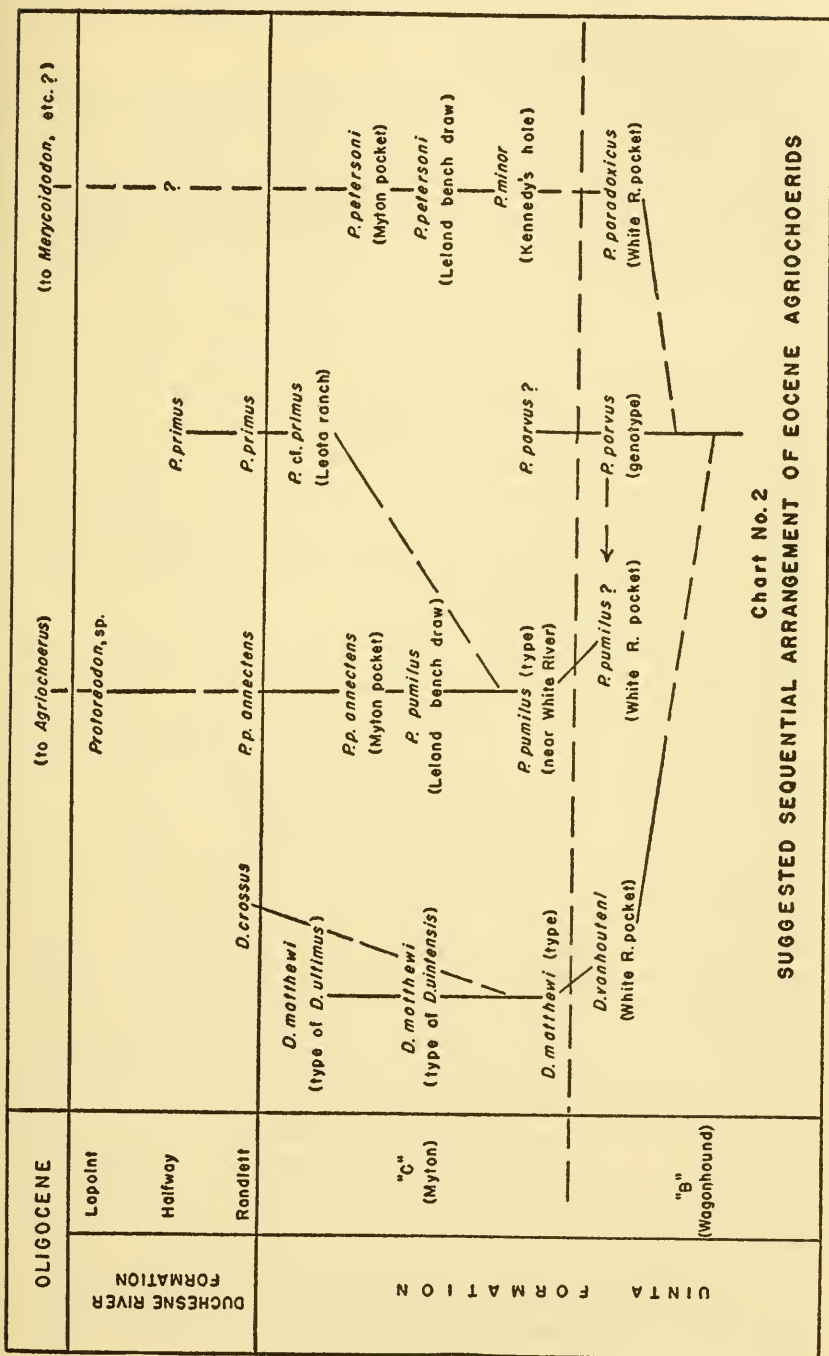 OLIGOCENE
(to Agriochoerus)
(to Merycoidodon, etc.?)
DUCHESNE RIVER
FORMATION
Lapoint
Protoreodon, sp.
Halfway
P. primus
?
Randlett
D. crassus
P. p. annectens
P. primus
UINTA FORMATION
"C"
(Myton)
D. matthewi
(type of D. ultimus)
P. p. annectens
(Myton pocket)
P. cf. primus
(Leota ranch)
P. petersoni
(Myton pocket)
D. matthewi
(type of D. uintensis)
P. pumilus
(Leland bench draw)
P. petersoni
(Leland bench draw)
D. matthewi (type)
P. pumilus (type)
(near White River)
P. parvus ?
P. minor
(Kennedy's hole)
"B"
(Wagonhound)
D. vanhouteni
(White R. pocket)
P. pumilus ?
(White R. pocket)
P. parvus
(genotype)
P. paradoxicus
(White R. pocket)
Chart No. 2
SUGGESTED SEQUENTIAL ARRANGEMENT OF EOCENE AGRIOCHOERIDS